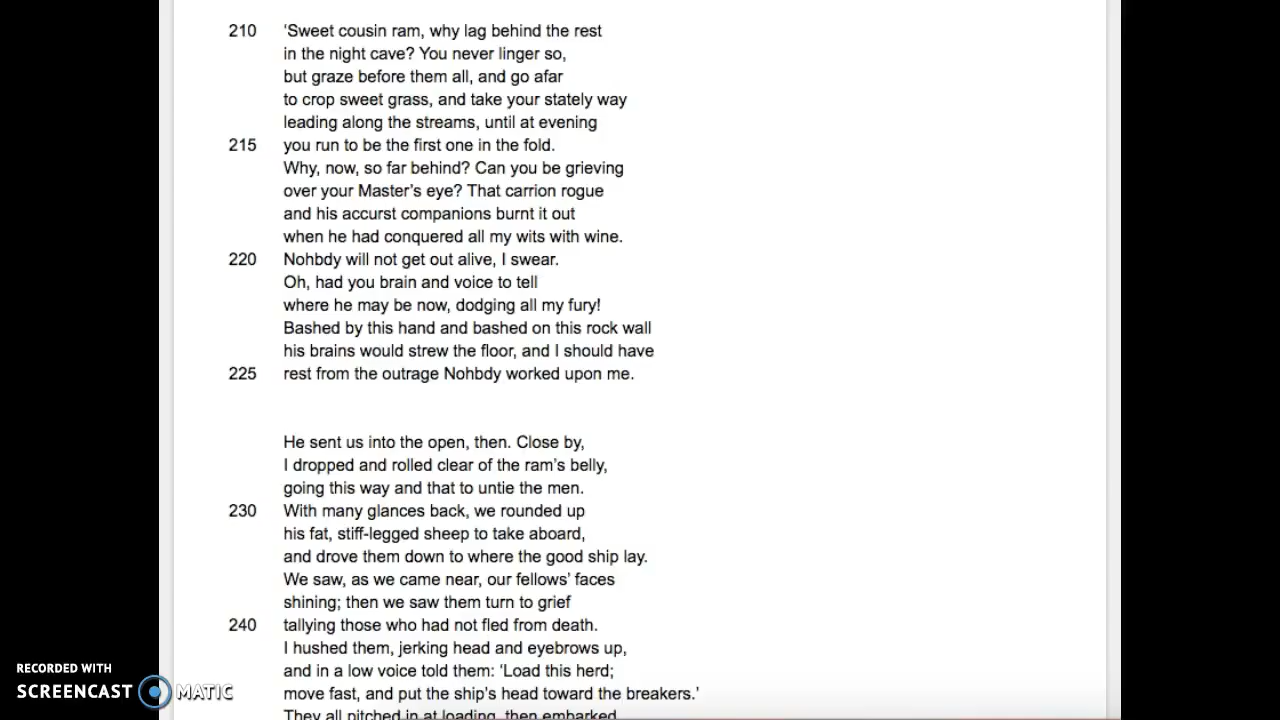 210 ‘Sweet cousin ram, why lag behind the rest
in the night cave? You never linger so,
but graze before them all, and go afar
to crop sweet grass, and take your stately way
leading along the streams, until at evening
215 you run to be the first one in the fold.
Why, now, so far behind? Can you be grieving
over your Master’s eye? That carrion rogue
and his accurst companions burnt it out
when he had conquered all my wits with wine.
220 Nohbdy will not get out alive, I swear.
Oh, had you brain and voice to tell
where he may be now, dodging all my fury!
Bashed by this hand and bashed on this rock wall
his brains would strew the floor, and I should have
225 rest from the outrage Nohbdy worked upon me.
He sent us into the open, then. Close by,
I dropped and rolled clear of the ram’s belly,
going this way and that to untie the men.
230 With many glances back, we rounded up
his fat, stiff-legged sheep to take aboard,
and drove them down to where the good ship lay.
We saw, as we came near, our fellows’ faces
shining; then we saw them turn to grief
240 tallying those who had not fled from death.
I hushed them, jerking head and eyebrows up,
and in a low voice told them: ‘Load this herd;
move fast, and put the ship’s head toward the breakers.’
They all pitched in at loading, then embarked
RECORDED WITH
SCREENCAST MATIC